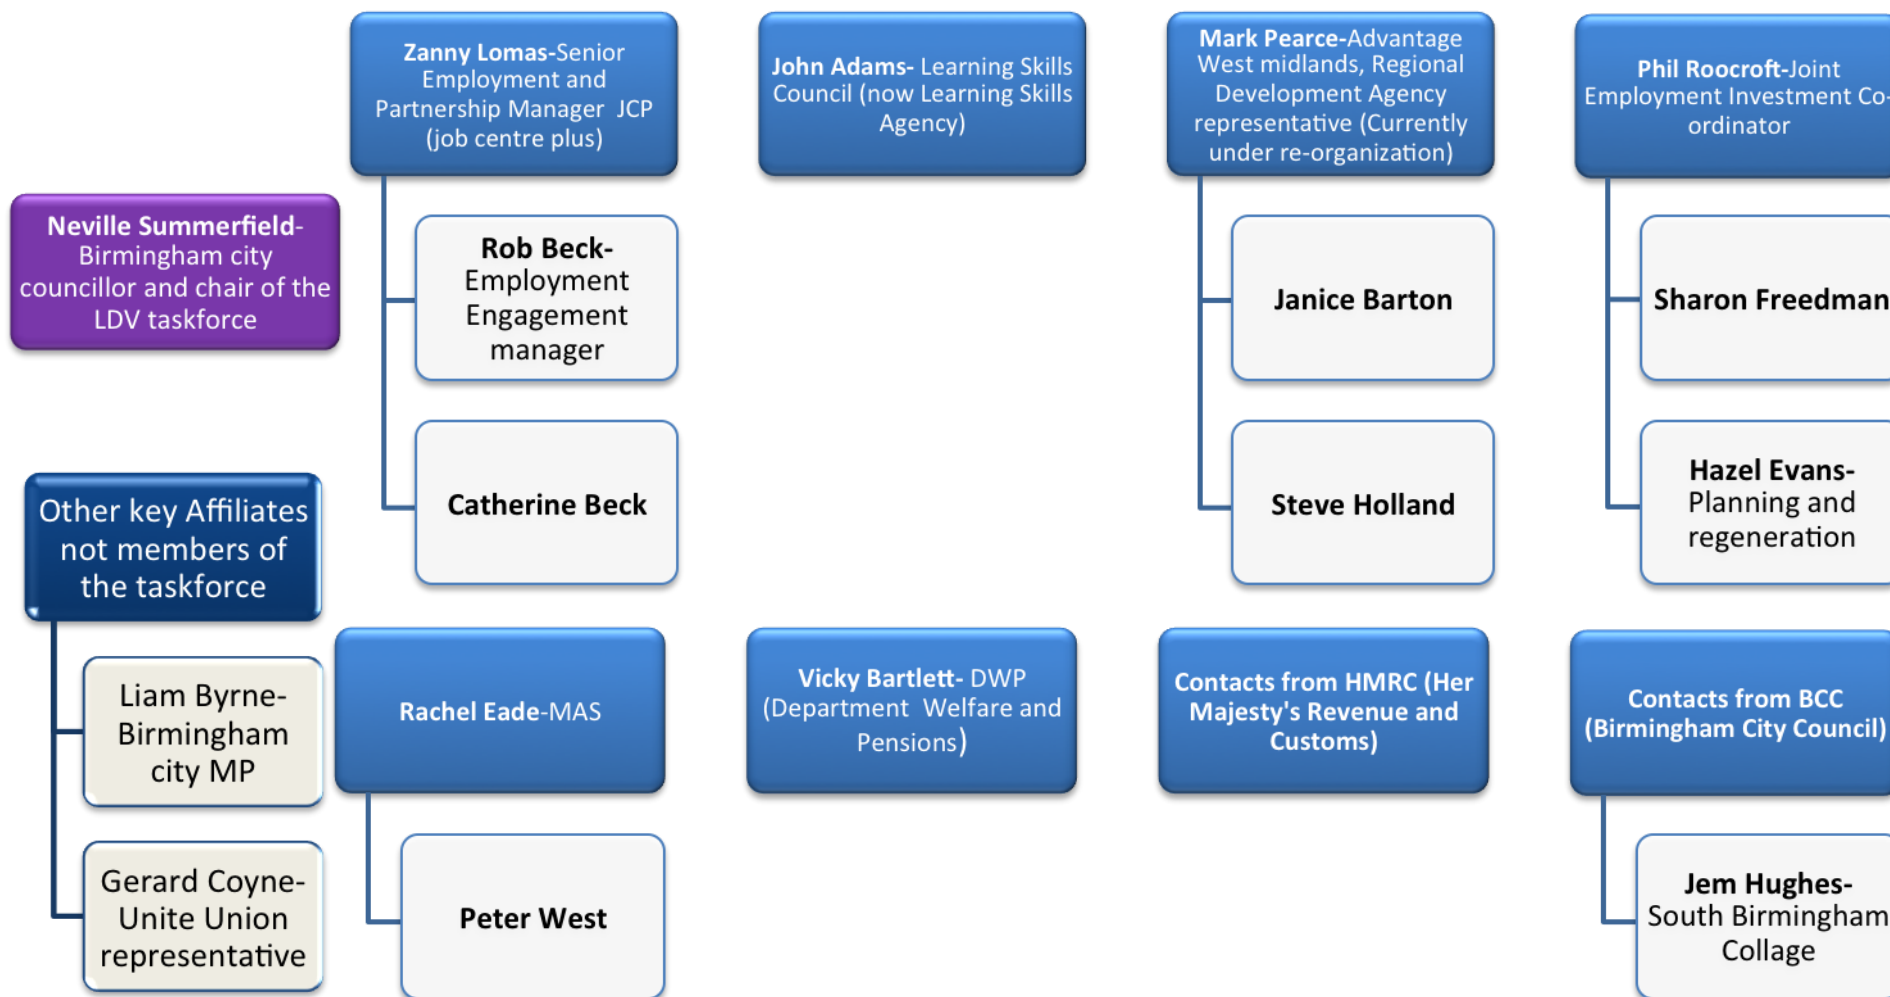 Zanny Lomas-Senior
Employment and
Partnership Manager JCP
(job centre plus)
John Adams- Learning Skills
Council (now Learning Skills
Agency)
Mark Pearce-Advantage
West midlands, Regional
Development Agency
representative (Currently
under re-organization)
Phil Roocroft-Joint
Employment Investment Co-
ordinator
Neville Summerfield-
Birmingham city
councillor and chair of the
LDV taskforce
Rob Beck-
Employment
Engagement
manager
Janice Barton
Sharon Freedman
Catherine Beck
Steve Holland
Hazel Evans-
Planning and
regeneration
Other key Affiliates
not members of
the taskforce
Liam Byrne-
Birmingham
city MP
Gerard Coyne-
Unite Union
representative
Rachel Eade-MAS
Vicky Bartlett- DWP
(Department Welfare and
Pensions)
Contacts from HMRC (Her
Majesty's Revenue and
Customs)
Contacts from BCC
(Birmingham City Council)
Peter West
Jem Hughes-
South Birmingham
Collage